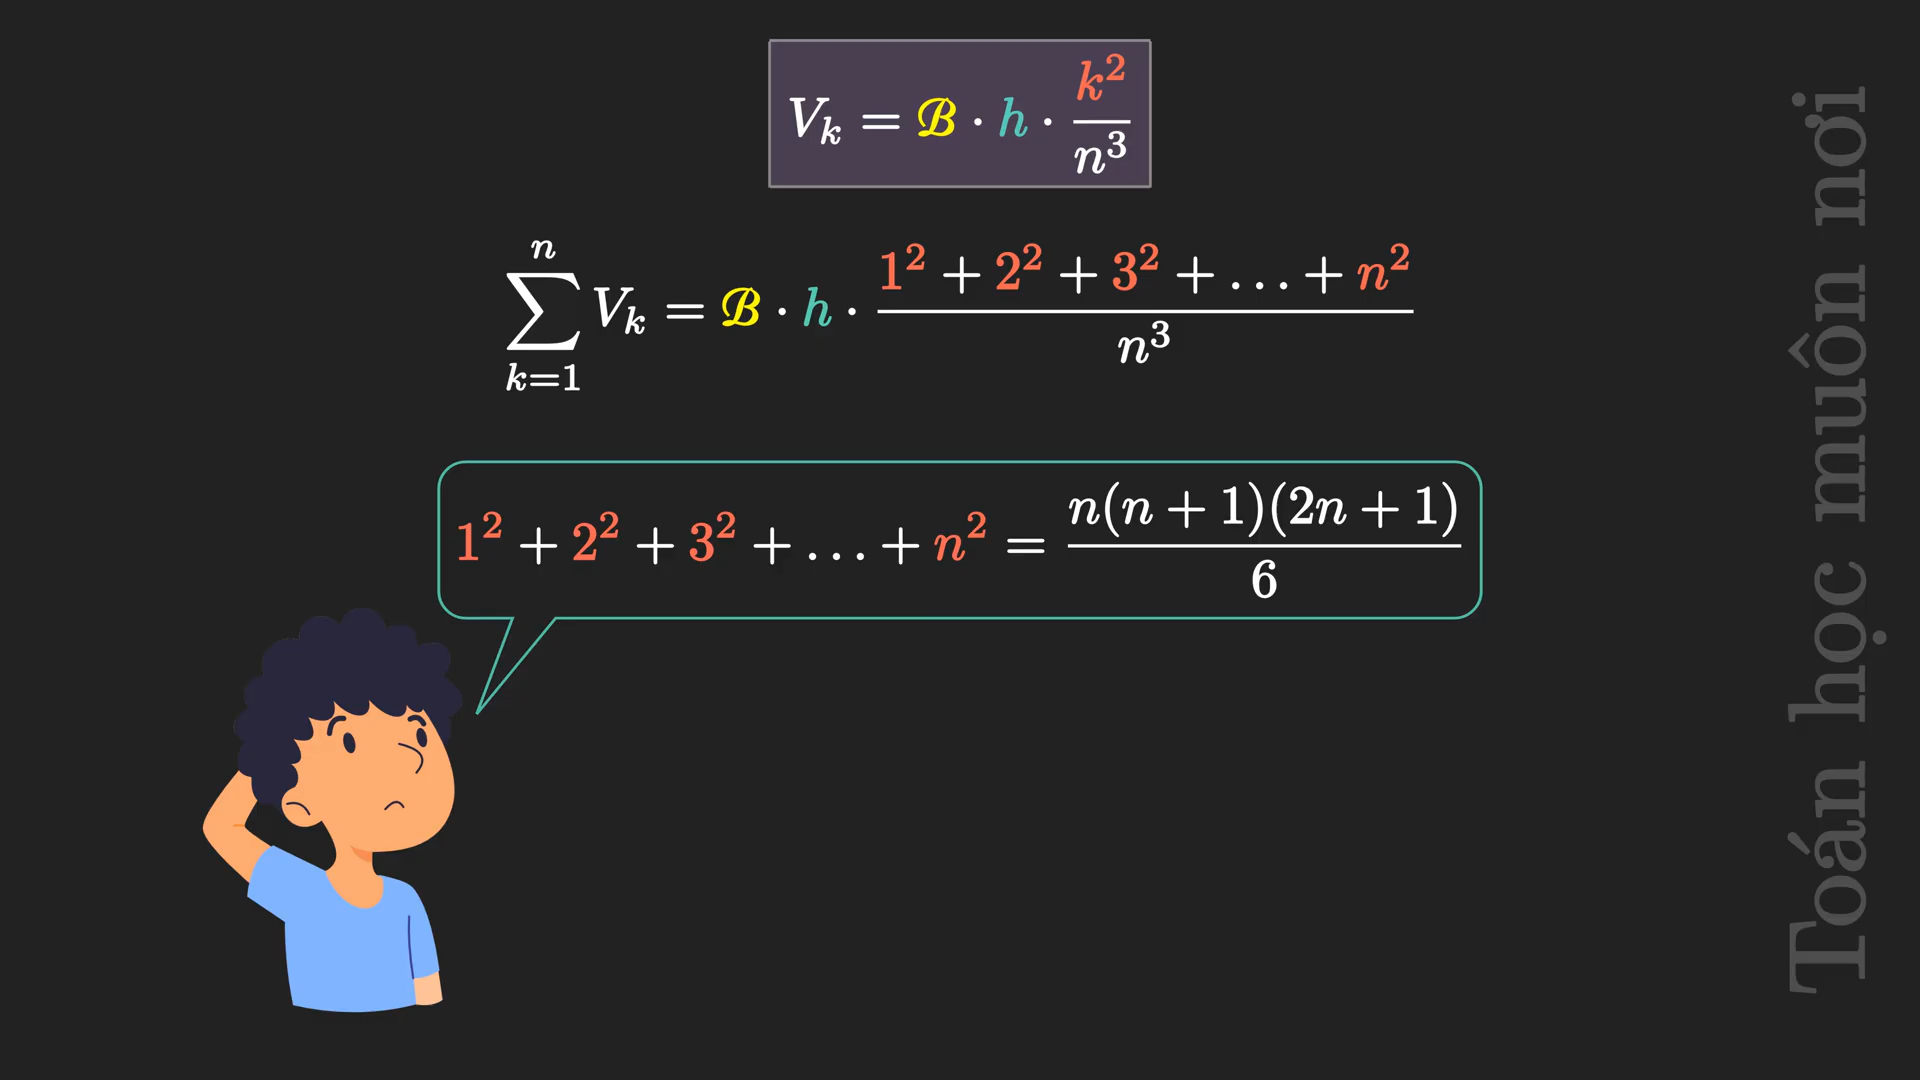 V_k = ℬ · h · k²/n³
∑_{k=1}^{n} V_k = ℬ · h · (1² + 2² + 3² + … + n²)/n³
1² + 2² + 3² + … + n² = n(n + 1)(2n + 1)/6
Toán học muôn nơi